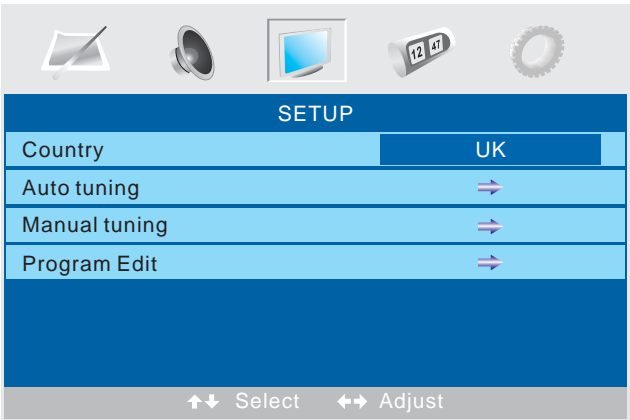 12 47
SETUP
Country UK
Auto tuning
Manual tuning
Program Edit
Select Adjust